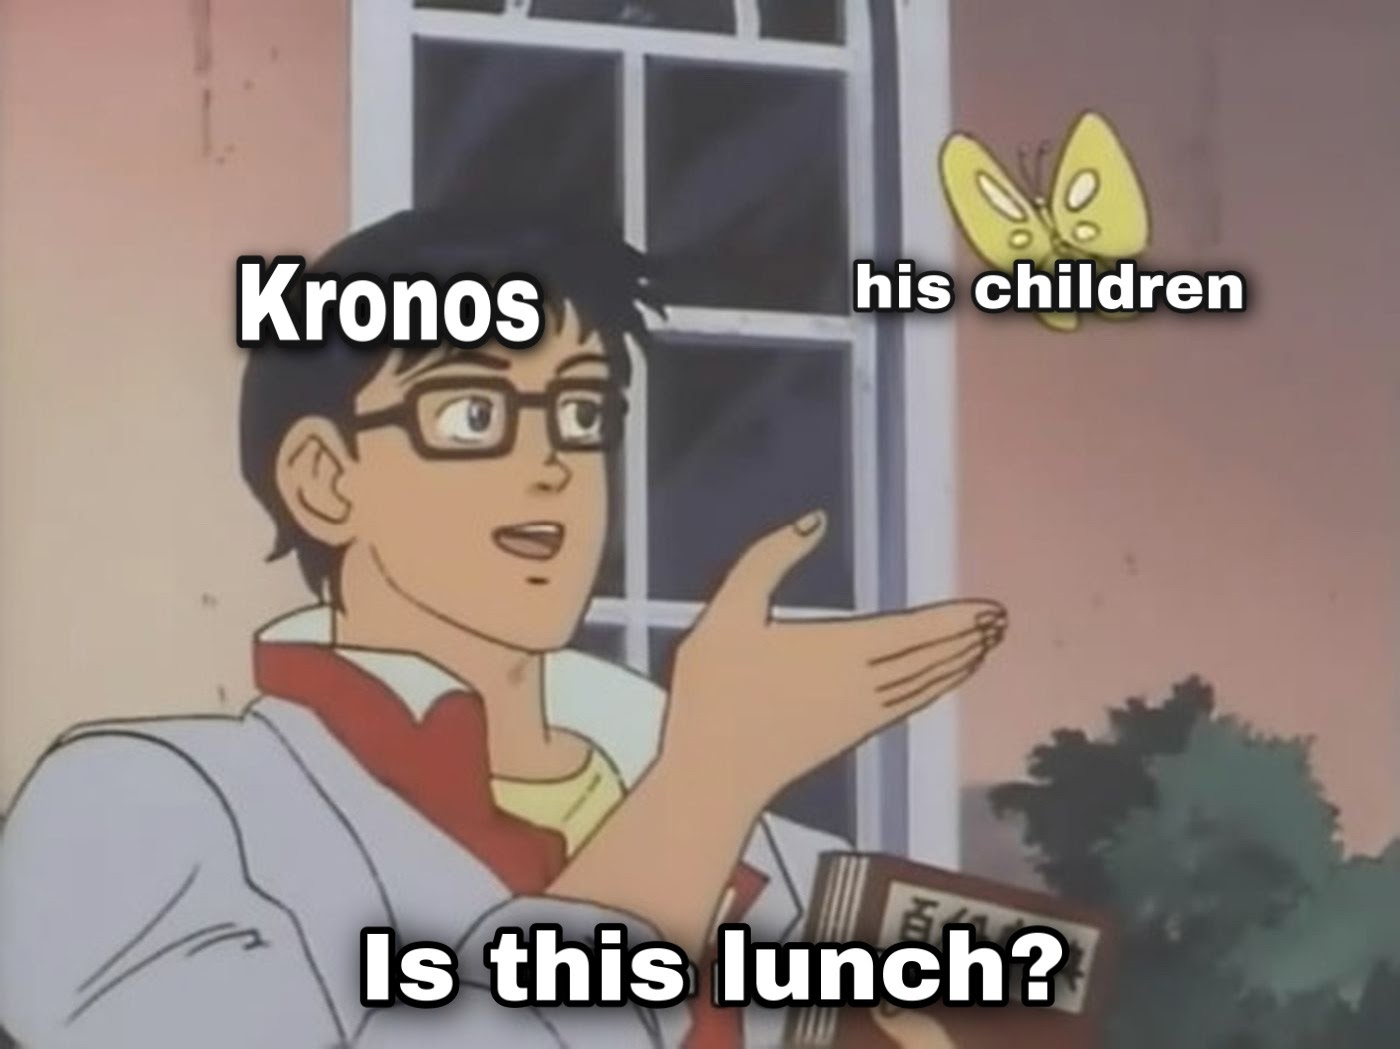 Kronos
his children
Is this lunch?